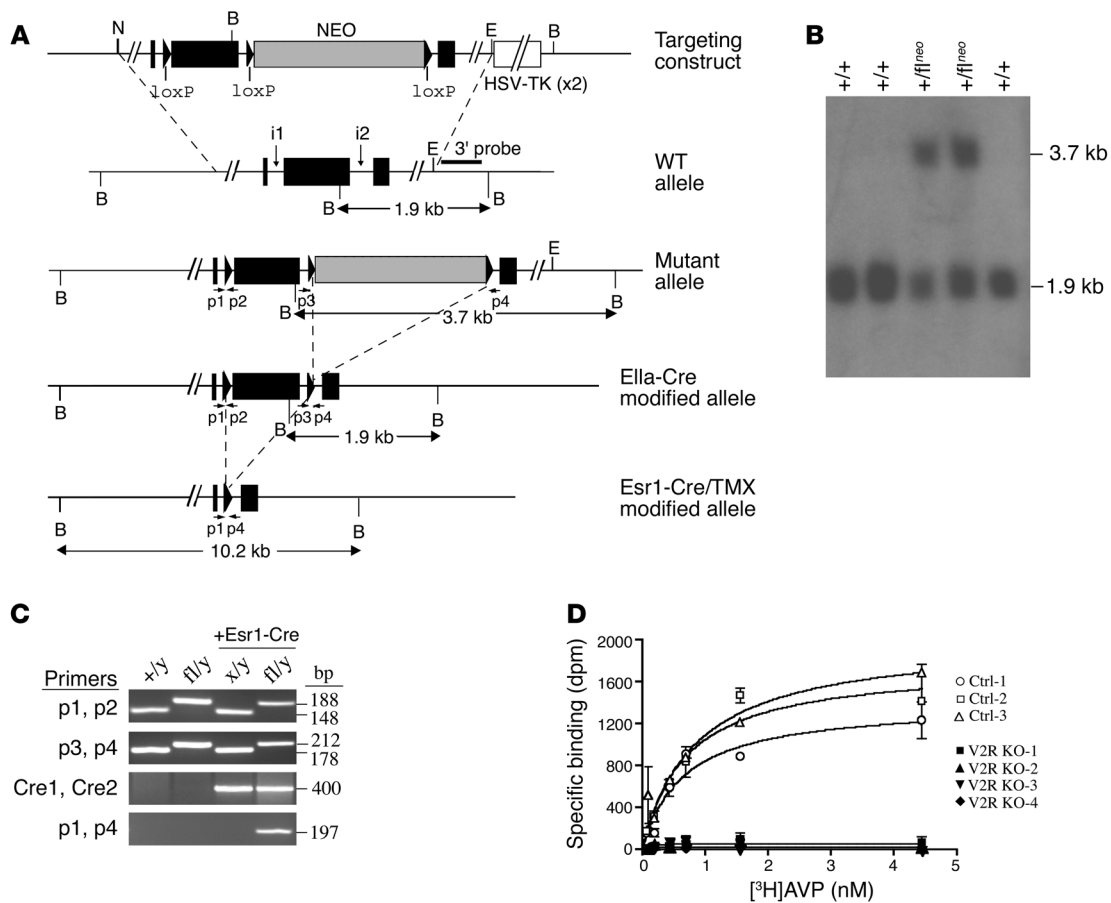 A
N
B
NEO
E
B
Targeting
construct
loxP
loxP
loxP
HSV-TK (x2)
i1
i2
E
3' probe
WT
allele
B
B
B
1.9 kb
E
Mutant
allele
B
p1
p2
B
p3
p4
B
3.7 kb
EIIa-Cre
modified allele
B
p1
p2
B
p3
p4
B
1.9 kb
Esr1-Cre/TMX
modified allele
B
p1
p4
B
10.2 kb
B
+/+
+/+
+/flneo
+/flneo
+/+
3.7 kb
1.9 kb
C
+Esr1-Cre
Primers
+/y
fl/y
x/y
fl/y
bp
p1, p2
188
148
p3, p4
212
178
Cre1, Cre2
400
p1, p4
197
D
Specific binding (dpm)
2000
1600
1200
800
400
0
0
1
2
3
4
5
[3H]AVP (nM)
Ctrl-1
Ctrl-2
Ctrl-3
V2R KO-1
V2R KO-2
V2R KO-3
V2R KO-4